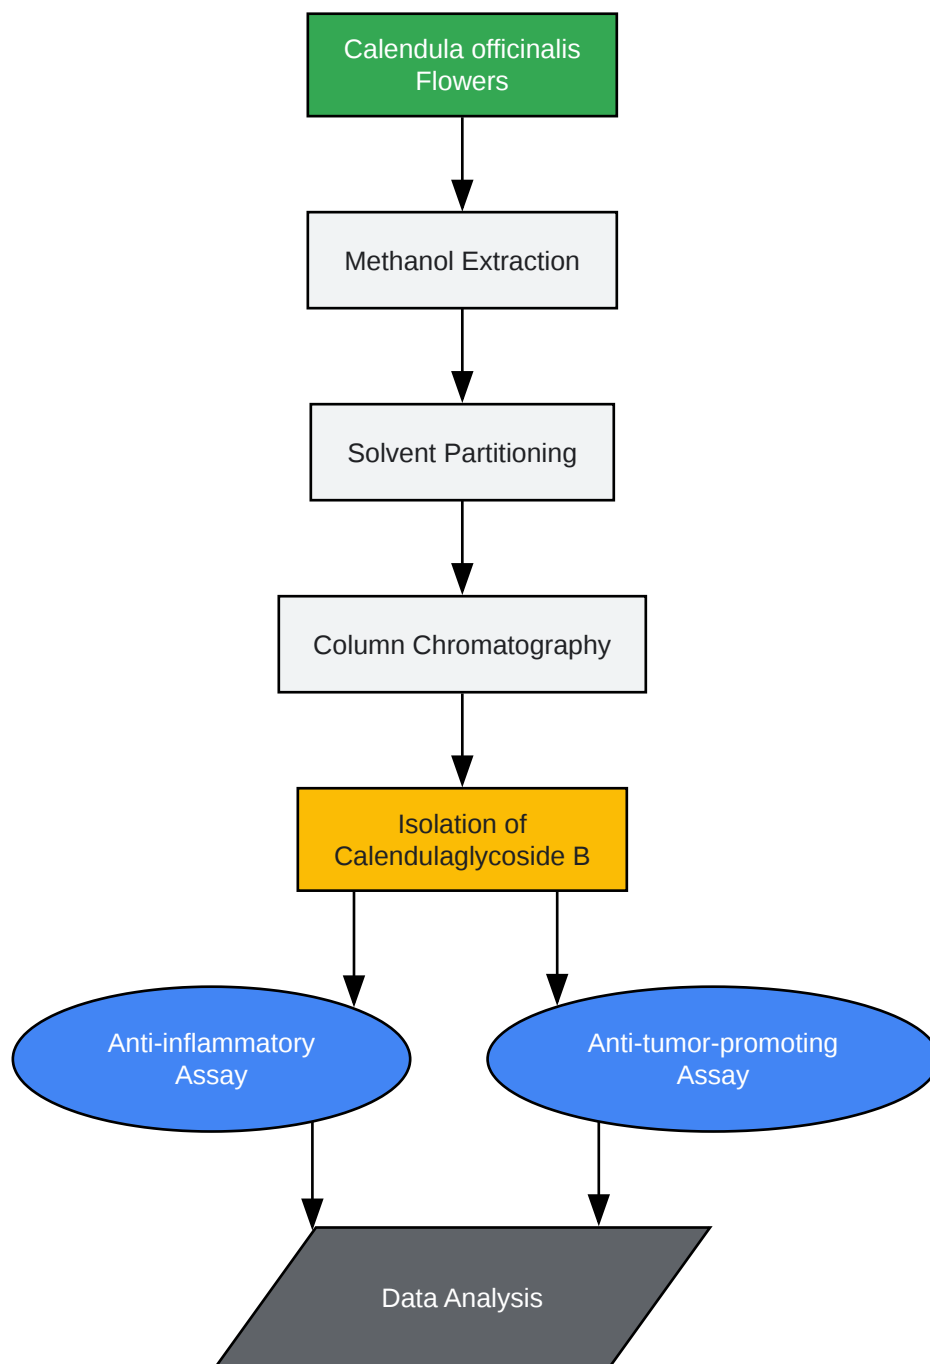 Calendula officinalis
Flowers
Methanol Extraction
Solvent Partitioning
Column Chromatography
Isolation of
Calendulaglycoside B
Anti-inflammatory
Assay
Anti-tumor-promoting
Assay
Data Analysis